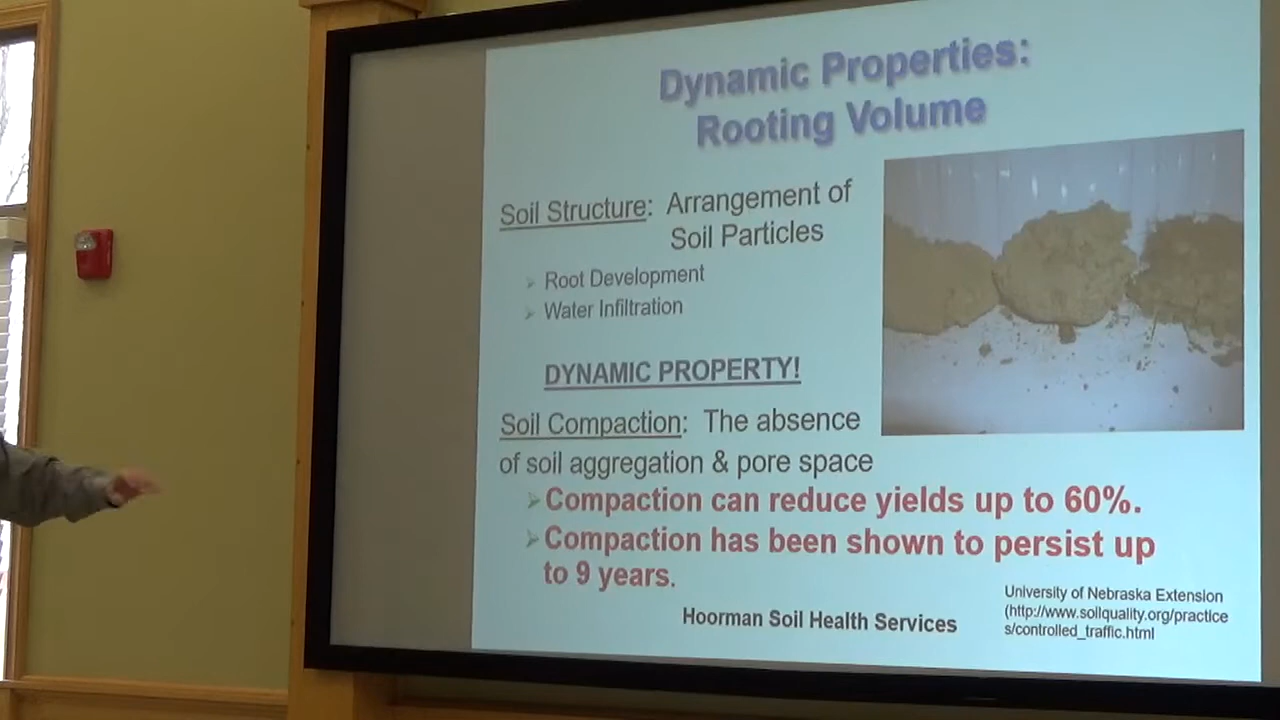 Dynamic Properties:
Rooting Volume
Soil Structure: Arrangement of
Soil Particles
Root Development
Water Infiltration
DYNAMIC PROPERTY!
Soil Compaction: The absence
of soil aggregation & pore space
Compaction can reduce yields up to 60%.
Compaction has been shown to persist up
to 9 years.
Hoorman Soil Health Services
University of Nebraska Extension
(http://www.soilquality.org/practice
s/controlled_traffic.html